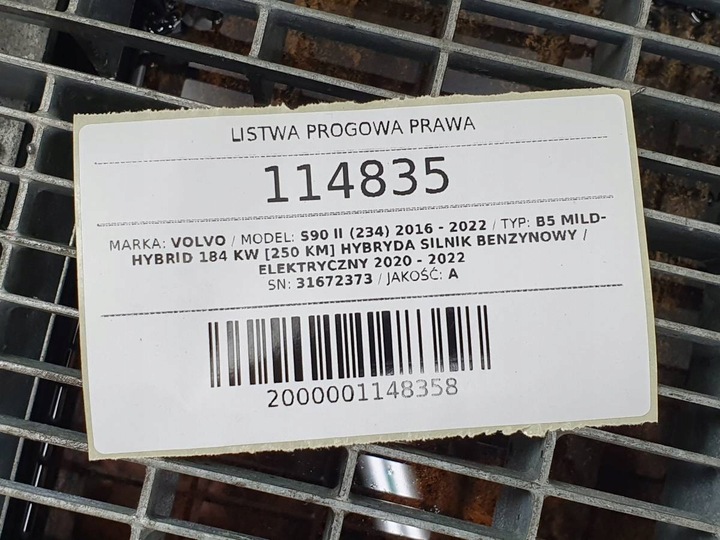 LISTWA PROGOWA PRAWA
114835
MARKA: VOLVO / MODEL: S90 II (234) 2016 - 2022 / TYP: B5 MILD-
HYBRID 184 KW [250 KM] HYBRYDA SILNIK BENZYNOWY /
ELEKTRYCZNY 2020 - 2022
SN: 31672373 / JAKOŚĆ: A
2000001148358